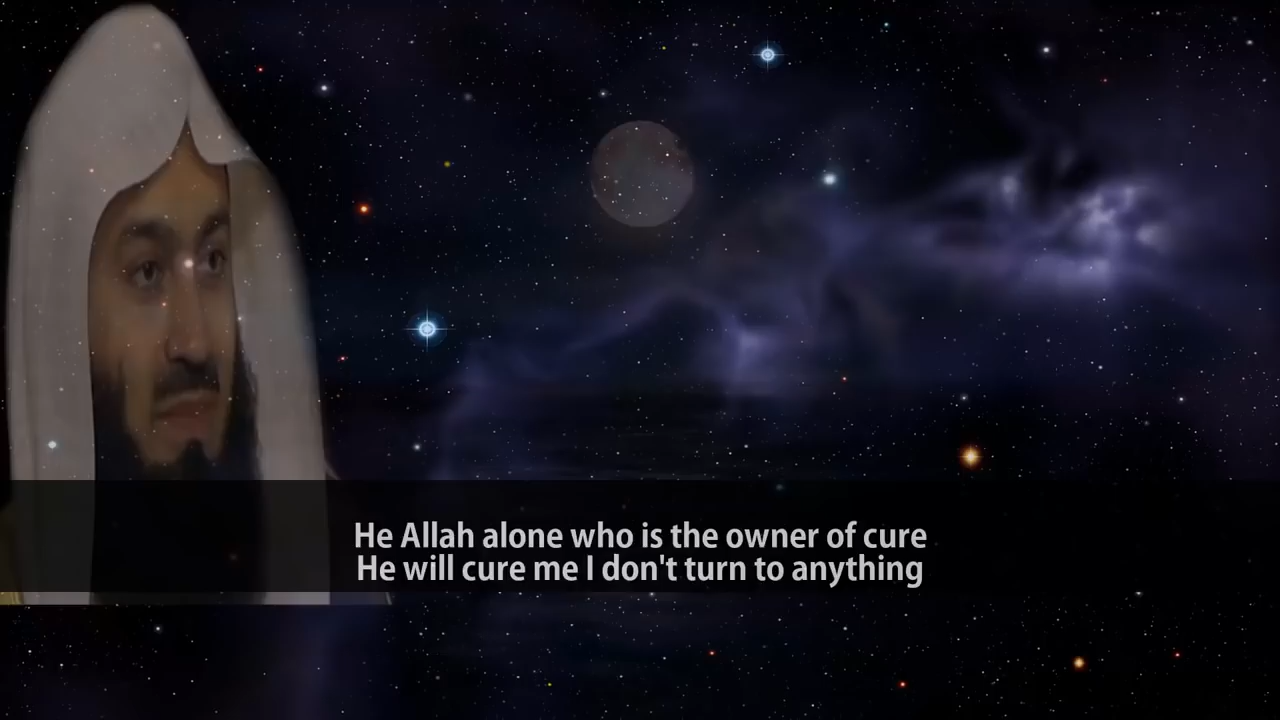 He Allah alone who is the owner of cure
He will cure me I don't turn to anything